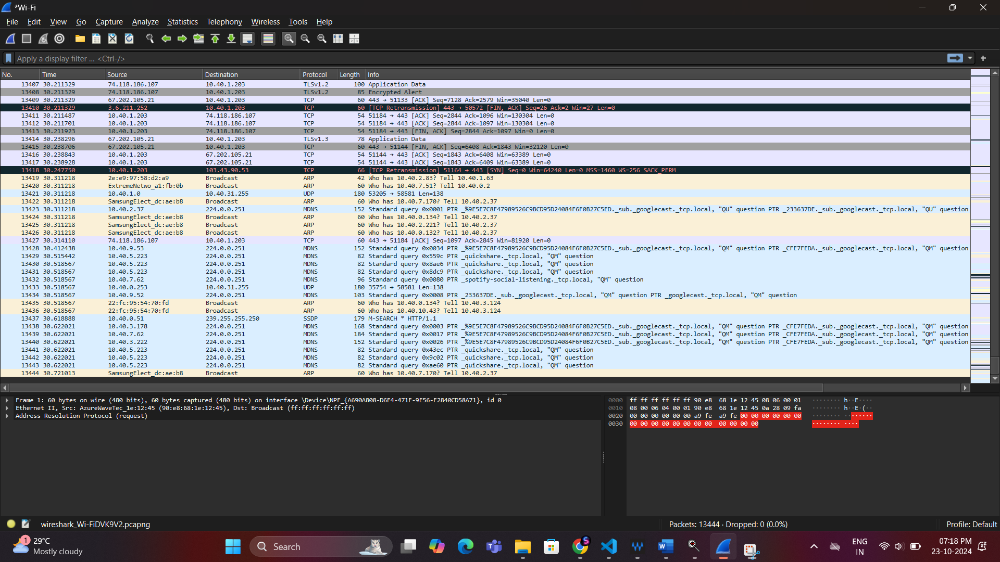 *Wi-Fi
File Edit View Go Capture Analyze Statistics Telephony Wireless Tools Help
Apply a display filter ... <Ctrl-/>
No. Time Source Destination Protocol Length Info
13407 30.211329 74.118.186.107 10.40.1.203 TLSv1.2 100 Application Data
13408 30.211329 74.118.186.107 10.40.1.203 TLSv1.2 85 Encrypted Alert
13409 30.211329 67.202.105.21 10.40.1.203 TCP 60 443 → 51133 [ACK] Seq=7128 Ack=2579 Win=35040 Len=0
13410 30.211329 3.6.211.252 10.40.1.203 TCP 60 [TCP Retransmission] 443 → 50572 [FIN, ACK] Seq=26 Ack=2 Win=27 Len=0
13411 30.211487 10.40.1.203 74.118.186.107 TCP 54 51184 → 443 [ACK] Seq=2844 Ack=1096 Win=130304 Len=0
13412 30.211701 10.40.1.203 74.118.186.107 TCP 54 51184 → 443 [ACK] Seq=2844 Ack=1097 Win=130304 Len=0
13413 30.211923 10.40.1.203 74.118.186.107 TCP 54 51184 → 443 [FIN, ACK] Seq=2844 Ack=1097 Win=0 Len=0
13414 30.238296 67.202.105.21 10.40.1.203 TLSv1.3 78 Application Data
13415 30.238706 67.202.105.21 10.40.1.203 TCP 60 443 → 51144 [FIN, ACK] Seq=6408 Ack=1843 Win=32120 Len=0
13416 30.238843 10.40.1.203 67.202.105.21 TCP 54 51144 → 443 [ACK] Seq=1843 Ack=6408 Win=63389 Len=0
13417 30.238928 10.40.1.203 67.202.105.21 TCP 54 51144 → 443 [ACK] Seq=1843 Ack=6409 Win=63389 Len=0
13418 30.247750 10.40.1.203 103.43.90.53 TCP 66 [TCP Retransmission] 51164 → 443 [SYN] Seq=0 Win=64240 Len=0 MSS=1460 WS=256 SACK_PERM
13419 30.311218 2e:e9:97:58:d2:a9 Broadcast ARP 42 Who has 10.40.2.83? Tell 10.40.1.63
13420 30.311218 ExtremeNetwo_a1:fb:0b Broadcast ARP 60 Who has 10.40.7.51? Tell 10.40.0.2
13421 30.311218 10.40.1.0 10.40.31.255 UDP 180 53205 → 58581 Len=138
13422 30.311218 SamsungElect_dc:ae:b8 Broadcast ARP 60 Who has 10.40.7.170? Tell 10.40.2.37
13423 30.311218 10.40.2.37 224.0.0.251 MDNS 152 Standard query 0x0001 PTR _%9E5E7C8F47989526C9BCD95D24084F6F0B27C5ED._sub._googlecast._tcp.local, "QU" question PTR _233637DE._sub._googlecast._tcp.local, "QU" question
13424 30.311218 SamsungElect_dc:ae:b8 Broadcast ARP 60 Who has 10.40.0.134? Tell 10.40.2.37
13425 30.311218 SamsungElect_dc:ae:b8 Broadcast ARP 60 Who has 10.40.2.221? Tell 10.40.2.37
13426 30.311218 SamsungElect_dc:ae:b8 Broadcast ARP 60 Who has 10.40.0.132? Tell 10.40.2.37
13427 30.314110 74.118.186.107 10.40.1.203 TCP 60 443 → 51184 [ACK] Seq=1097 Ack=2845 Win=81920 Len=0
13428 30.412438 10.40.9.53 224.0.0.251 MDNS 152 Standard query 0x0034 PTR _%9E5E7C8F47989526C9BCD95D24084F6F0B27C5ED._sub._googlecast._tcp.local, "QM" question PTR _CFE7FEDA._sub._googlecast._tcp.local, "QM" question
13429 30.515442 10.40.5.223 224.0.0.251 MDNS 82 Standard query 0x559c PTR _quickshare._tcp.local, "QM" question
13430 30.518567 10.40.5.223 224.0.0.251 MDNS 82 Standard query 0x8ae6 PTR _quickshare._tcp.local, "QM" question
13431 30.518567 10.40.5.223 224.0.0.251 MDNS 82 Standard query 0x8dc9 PTR _quickshare._tcp.local, "QM" question
13432 30.518567 10.40.7.62 224.0.0.251 MDNS 96 Standard query 0x0080 PTR _spotify-social-listening._tcp.local, "QM" question
13433 30.518567 10.40.0.253 10.40.31.255 UDP 180 35754 → 58581 Len=138
13434 30.518567 10.40.9.52 224.0.0.251 MDNS 103 Standard query 0x0008 PTR _233637DE._sub._googlecast._tcp.local, "QM" question PTR _googlecast._tcp.local, "QM" question
13435 30.518567 22:fc:95:54:70:fd Broadcast ARP 60 Who has 10.40.0.134? Tell 10.40.3.124
13436 30.518567 22:fc:95:54:70:fd Broadcast ARP 60 Who has 10.40.10.43? Tell 10.40.3.124
13437 30.618888 10.40.0.51 239.255.255.250 SSDP 179 M-SEARCH * HTTP/1.1
13438 30.622021 10.40.3.178 224.0.0.251 MDNS 168 Standard query 0x0003 PTR _%9E5E7C8F47989526C9BCD95D24084F6F0B27C5ED._sub._googlecast._tcp.local, "QM" question PTR _CFE7FEDA._sub._googlecast._tcp.local, "QM" question
13439 30.622021 10.40.7.62 224.0.0.251 MDNS 184 Standard query 0x0017 PTR _%9E5E7C8F47989526C9BCD95D24084F6F0B27C5ED._sub._googlecast._tcp.local, "QM" question PTR _CFE7FEDA._sub._googlecast._tcp.local, "QM" question
13440 30.622021 10.40.3.222 224.0.0.251 MDNS 152 Standard query 0x0026 PTR _%9E5E7C8F47989526C9BCD95D24084F6F0B27C5ED._sub._googlecast._tcp.local, "QM" question PTR _CFE7FEDA._sub._googlecast._tcp.local, "QM" question
13441 30.622021 10.40.5.223 224.0.0.251 MDNS 82 Standard query 0x43ec PTR _quickshare._tcp.local, "QM" question
13442 30.622021 10.40.5.223 224.0.0.251 MDNS 82 Standard query 0x9c02 PTR _quickshare._tcp.local, "QM" question
13443 30.622021 10.40.5.223 224.0.0.251 MDNS 82 Standard query 0xae60 PTR _quickshare._tcp.local, "QM" question
13444 30.721013 SamsungElect_dc:ae:b8 Broadcast ARP 60 Who has 10.40.7.170? Tell 10.40.2.37
Frame 1: 60 bytes on wire (480 bits), 60 bytes captured (480 bits) on interface \Device\NPF_{A690A808-D6F4-471F-9E56-F2840CD58A71}, id 0
Ethernet II, Src: AzureWaveTec_1e:12:45 (90:e8:68:1e:12:45), Dst: Broadcast (ff:ff:ff:ff:ff:ff)
Address Resolution Protocol (request)
0000 ff ff ff ff ff ff 90 e8 68 1e 12 45 08 06 00 01 ········ h··E····
0010 08 00 06 04 00 01 90 e8 68 1e 12 45 0a 28 09 fa ········ h··E·(··
0020 00 00 00 00 00 00 a9 fe a9 fe 00 00 00 00 00 00 ········ ········
0030 00 00 00 00 00 00 00 00 00 00 00 00 ········ ····
wireshark_Wi-FiDVK9V2.pcapng
Packets: 13444 · Dropped: 0 (0.0%)
Profile: Default
1
29°C
Mostly cloudy
Search
S
ENG
IN
07:18 PM
23-10-2024